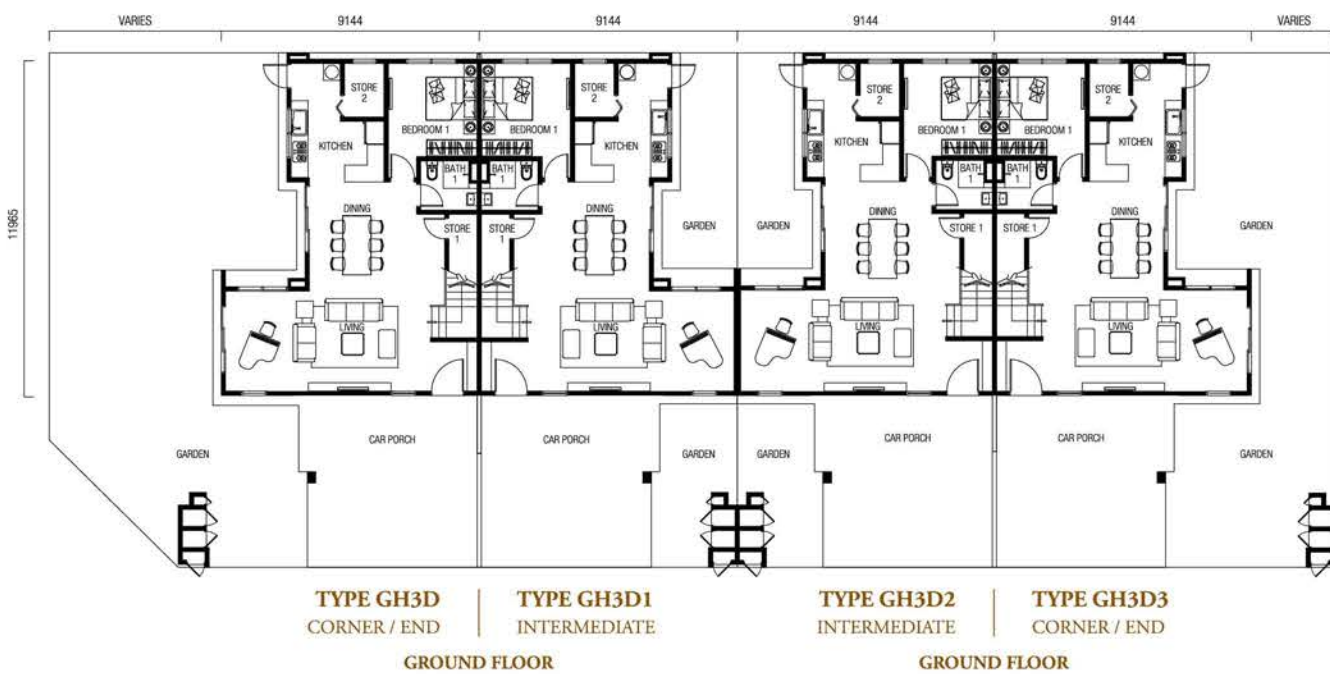 VARIES 9144 9144 9144 9144 VARIES
11965
STORE 2
BEDROOM 1
KITCHEN
BATH 1
DINING
STORE 1
LIVING
CAR PORCH
GARDEN
STORE 2
BEDROOM 1
KITCHEN
BATH 1
DINING
STORE 1
GARDEN
LIVING
CAR PORCH
GARDEN
STORE 2
BEDROOM 1
KITCHEN
BATH 1
DINING
STORE 1
GARDEN
LIVING
CAR PORCH
GARDEN
STORE 2
BEDROOM 1
KITCHEN
BATH 1
DINING
STORE 1
GARDEN
LIVING
CAR PORCH
GARDEN
TYPE GH3D
CORNER / END
TYPE GH3D1
INTERMEDIATE
GROUND FLOOR
TYPE GH3D2
INTERMEDIATE
TYPE GH3D3
CORNER / END
GROUND FLOOR